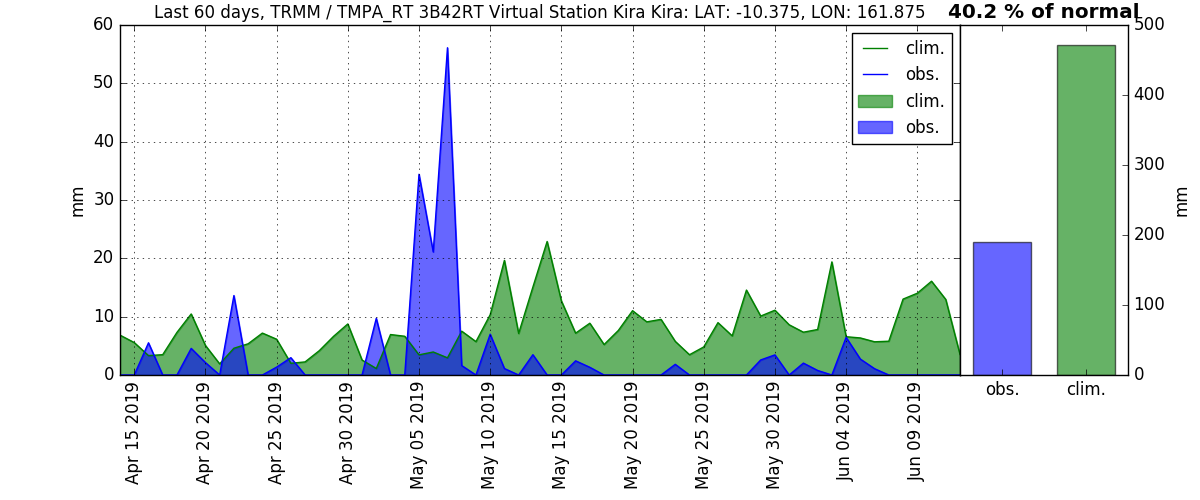 Last 60 days, TRMM / TMPA_RT 3B42RT Virtual Station Kira Kira: LAT: -10.375, LON: 161.875
40.2 % of normal
60
50
40
30
20
10
0
mm
clim.
obs.
clim.
obs.
500
400
300
200
100
0
mm
Apr 15 2019
Apr 20 2019
Apr 25 2019
Apr 30 2019
May 05 2019
May 10 2019
May 15 2019
May 20 2019
May 25 2019
May 30 2019
Jun 04 2019
Jun 09 2019
obs.
clim.